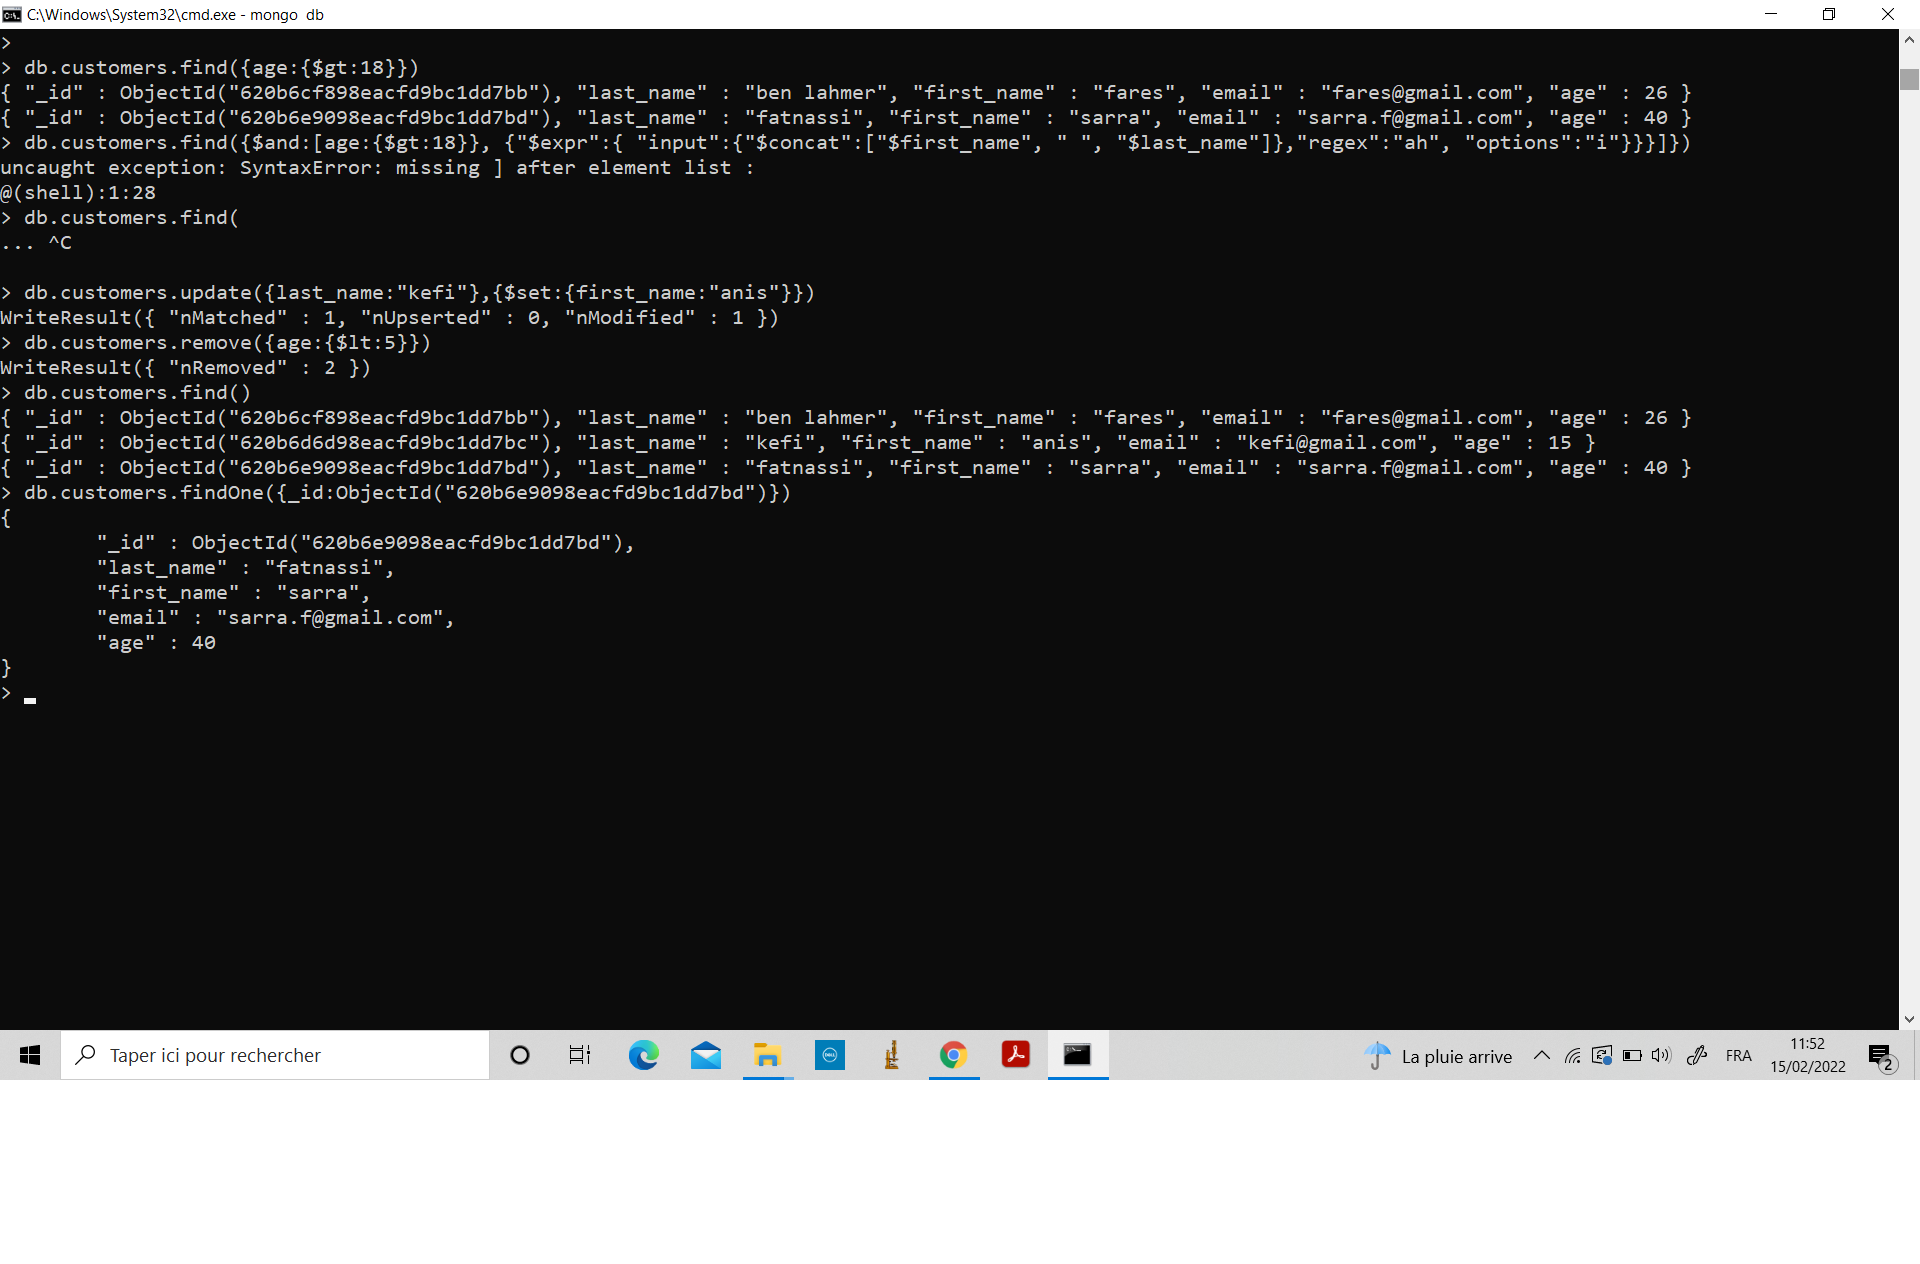 C:\Windows\System32\cmd.exe - mongo  db
>
> db.customers.find({age:{$gt:18}})
{ "_id" : ObjectId("620b6cf898eacfd9bc1dd7bb"), "last_name" : "ben lahmer", "first_name" : "fares", "email" : "fares@gmail.com", "age" : 26 }
{ "_id" : ObjectId("620b6e9098eacfd9bc1dd7bd"), "last_name" : "fatnassi", "first_name" : "sarra", "email" : "sarra.f@gmail.com", "age" : 40 }
> db.customers.find({$and:[age:{$gt:18}}, {"$expr":{ "input":{"$concat":["$first_name", " ", "$last_name"]},"regex":"ah", "options":"i"}}}]})
uncaught exception: SyntaxError: missing ] after element list :
@(shell):1:28
> db.customers.find(
... ^C
> db.customers.update({last_name:"kefi"},{$set:{first_name:"anis"}})
WriteResult({ "nMatched" : 1, "nUpserted" : 0, "nModified" : 1 })
> db.customers.remove({age:{$lt:5}})
WriteResult({ "nRemoved" : 2 })
> db.customers.find()
{ "_id" : ObjectId("620b6cf898eacfd9bc1dd7bb"), "last_name" : "ben lahmer", "first_name" : "fares", "email" : "fares@gmail.com", "age" : 26 }
{ "_id" : ObjectId("620b6d6d98eacfd9bc1dd7bc"), "last_name" : "kefi", "first_name" : "anis", "email" : "kefi@gmail.com", "age" : 15 }
{ "_id" : ObjectId("620b6e9098eacfd9bc1dd7bd"), "last_name" : "fatnassi", "first_name" : "sarra", "email" : "sarra.f@gmail.com", "age" : 40 }
> db.customers.findOne({_id:ObjectId("620b6e9098eacfd9bc1dd7bd")})
{
        "_id" : ObjectId("620b6e9098eacfd9bc1dd7bd"),
        "last_name" : "fatnassi",
        "first_name" : "sarra",
        "email" : "sarra.f@gmail.com",
        "age" : 40
}
>
Taper ici pour rechercher
DELL
La pluie arrive
FRA
11:52
15/02/2022
2